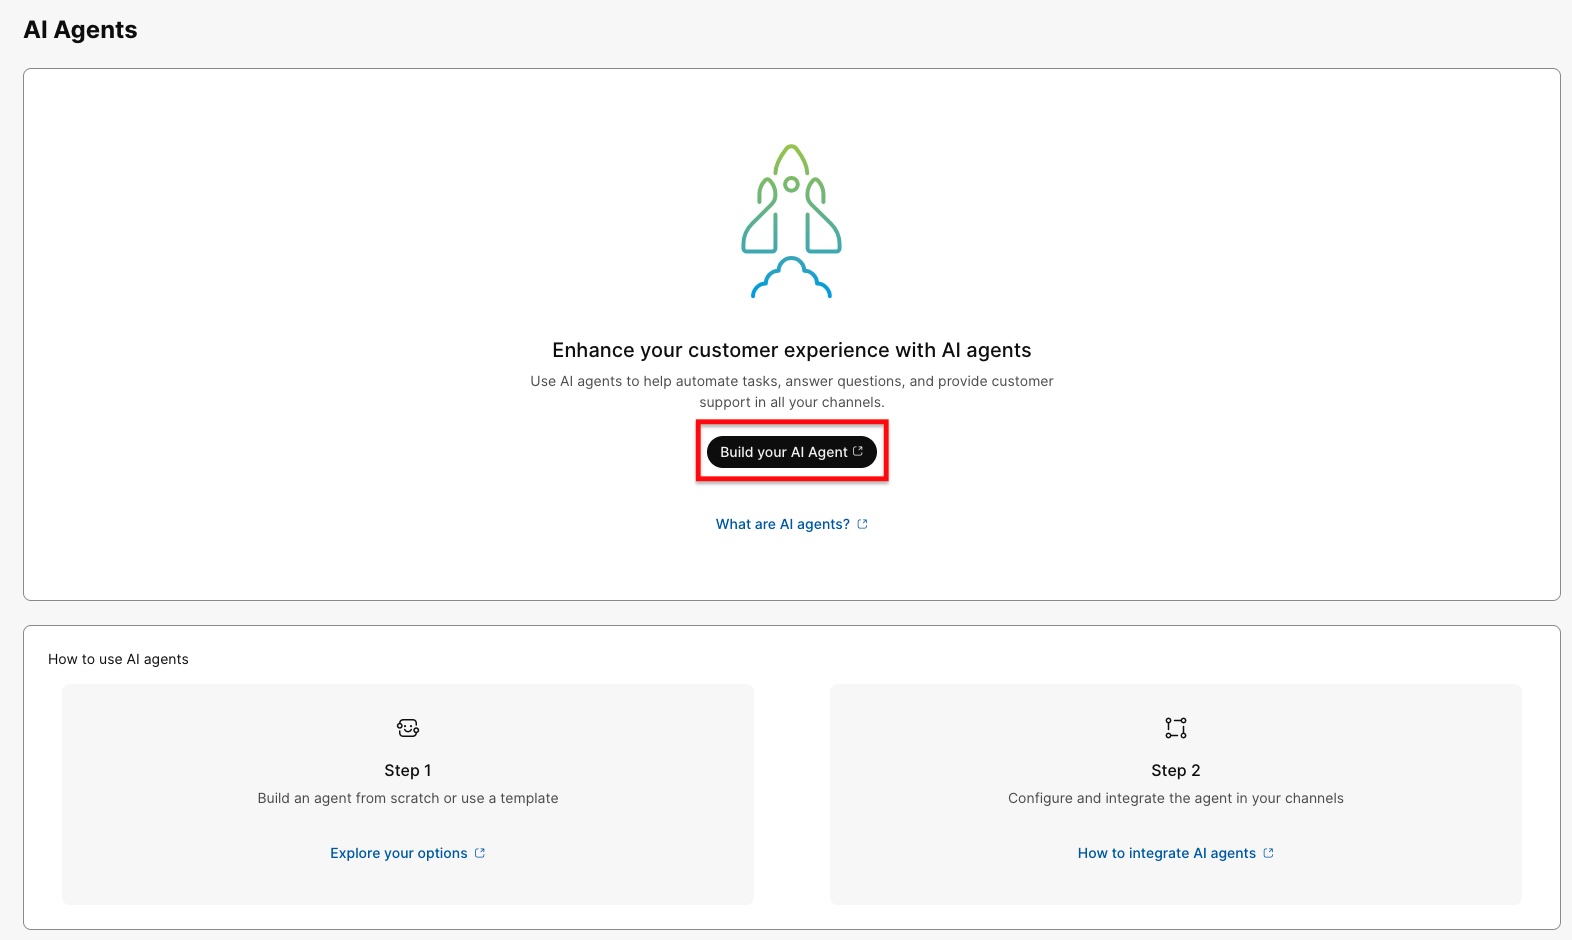 AI Agents
Enhance your customer experience with AI agents
Use AI agents to help automate tasks, answer questions, and provide customer
support in all your channels.
Build your AI Agent
What are AI agents?
How to use AI agents
Step 1
Build an agent from scratch or use a template
Explore your options
Step 2
Configure and integrate the agent in your channels
How to integrate AI agents